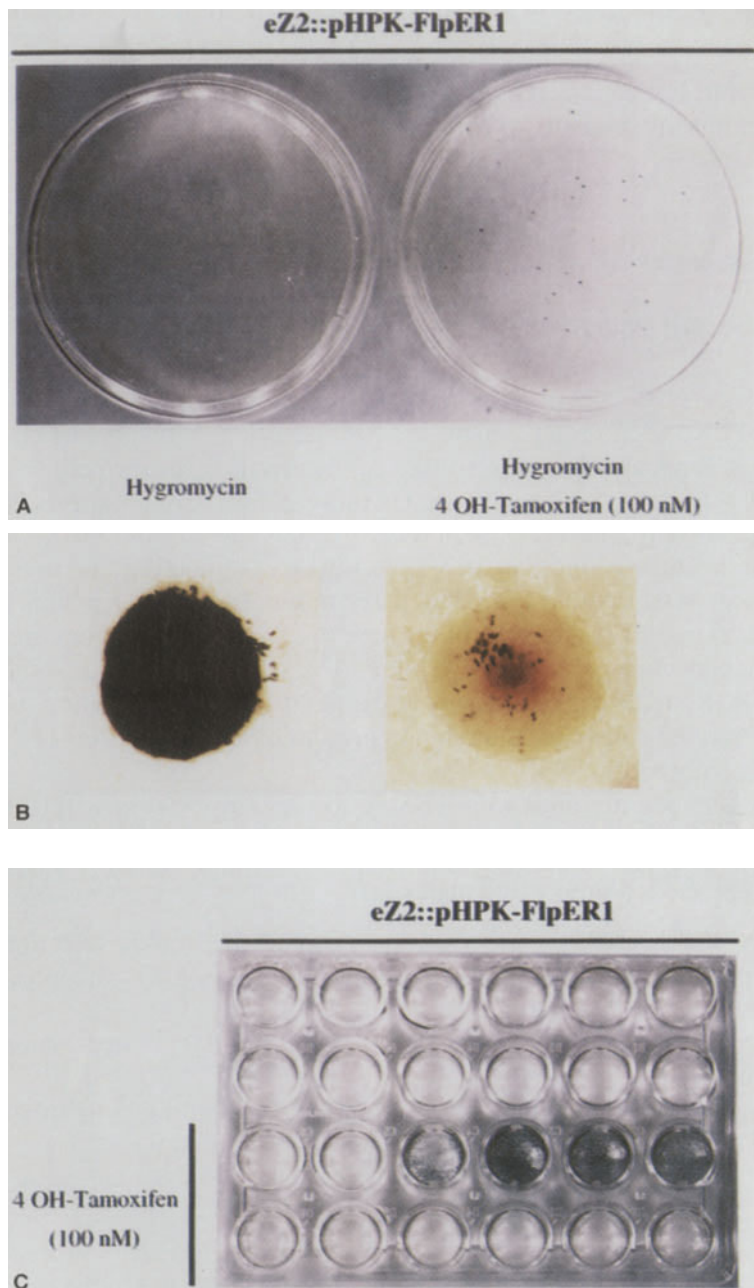 eZ2::pHPK-FlpER1
Hygromycin
Hygromycin
4 OH-Tamoxifen (100 nM)
A
B
eZ2::pHPK-FlpER1
4 OH-Tamoxifen
(100 nM)
C